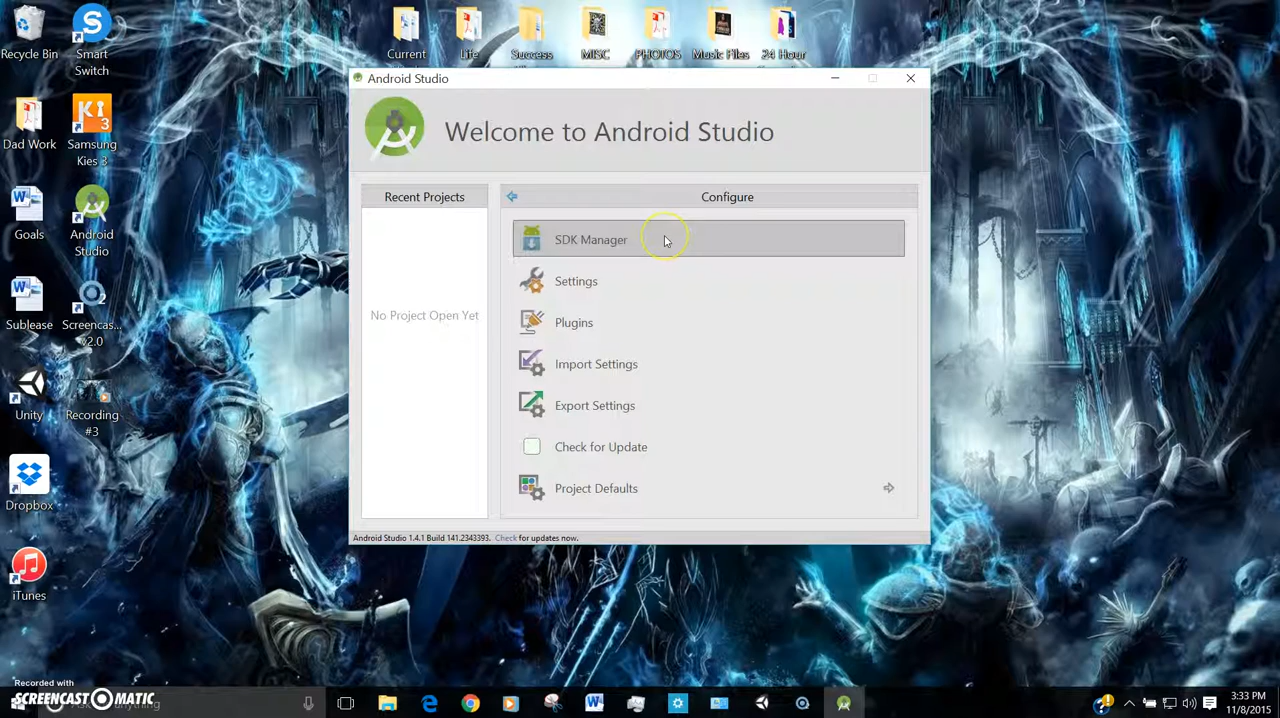 Recycle Bin
Smart
Switch
Current
Life
Success
MISC
PHOTOS
Music Files
24 Hour
Dad Work
Samsung
Kies 3
Goals
Android
Studio
Sublease
Screencas...
v2.0
Unity
Recording
#3
Dropbox
iTunes
Android Studio
Welcome to Android Studio
Recent Projects
Configure
No Project Open Yet
SDK Manager
Settings
Plugins
Import Settings
Export Settings
Check for Update
Project Defaults
Android Studio 1.4.1 Build 141.2343393. Check for updates now.
Recorded with
SCREENCAST-O-MATIC
3:33 PM
11/8/2015